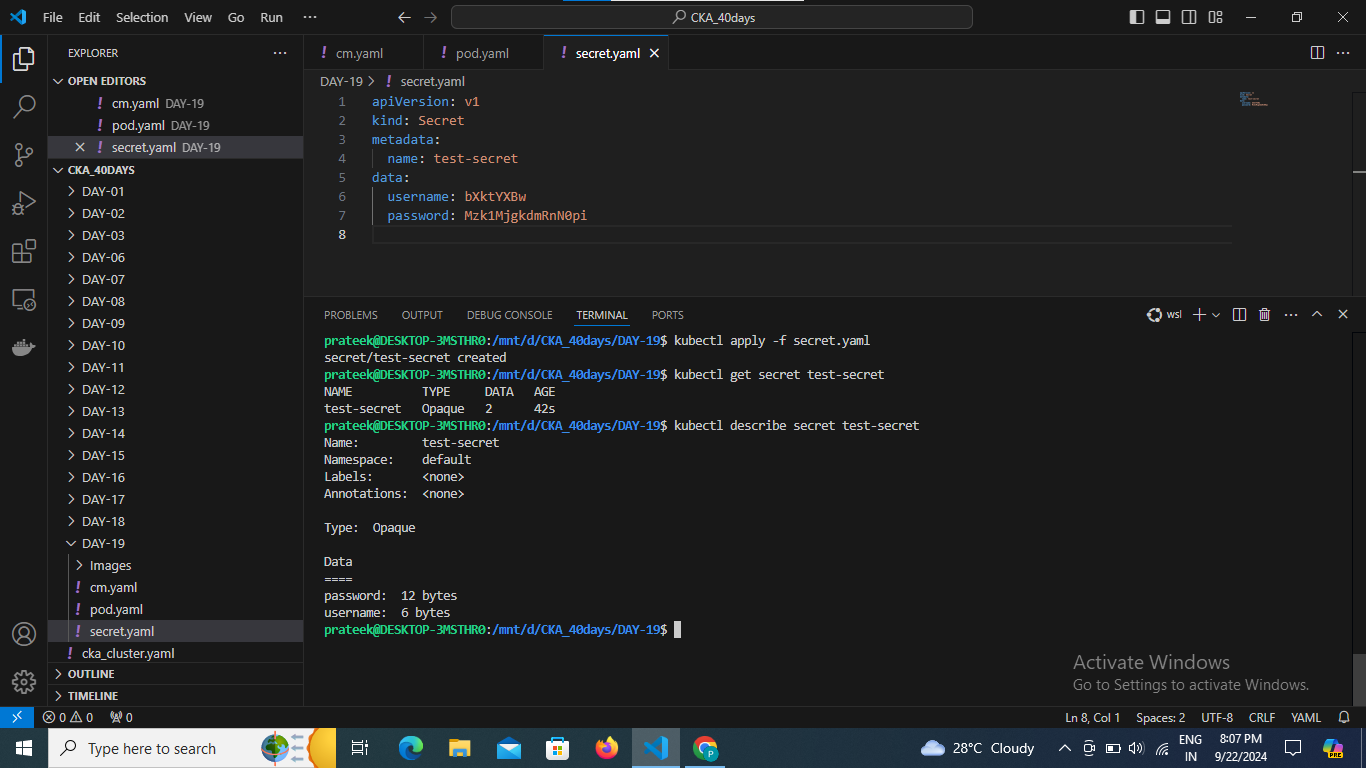 File Edit Selection View Go Run ···
CKA_40days
EXPLORER ···
OPEN EDITORS
! cm.yaml DAY-19
! pod.yaml DAY-19
! secret.yaml DAY-19
CKA_40DAYS
DAY-01
DAY-02
DAY-03
DAY-06
DAY-07
DAY-08
DAY-09
DAY-10
DAY-11
DAY-12
DAY-13
DAY-14
DAY-15
DAY-16
DAY-17
DAY-18
DAY-19
Images
! cm.yaml
! pod.yaml
! secret.yaml
! cka_cluster.yaml
OUTLINE
TIMELINE
! cm.yaml ! pod.yaml ! secret.yaml
DAY-19 > ! secret.yaml
1 apiVersion: v1
2 kind: Secret
3 metadata:
4 name: test-secret
5 data:
6 username: bXktYXBw
7 password: Mzk1MjgkdmRnN0pi
8
PROBLEMS OUTPUT DEBUG CONSOLE TERMINAL PORTS wsl
prateek@DESKTOP-3MSTHR0:/mnt/d/CKA_40days/DAY-19$ kubectl apply -f secret.yaml
secret/test-secret created
prateek@DESKTOP-3MSTHR0:/mnt/d/CKA_40days/DAY-19$ kubectl get secret test-secret
NAME TYPE DATA AGE
test-secret Opaque 2 42s
prateek@DESKTOP-3MSTHR0:/mnt/d/CKA_40days/DAY-19$ kubectl describe secret test-secret
Name: test-secret
Namespace: default
Labels: <none>
Annotations: <none>
Type: Opaque
Data
====
password: 12 bytes
username: 6 bytes
prateek@DESKTOP-3MSTHR0:/mnt/d/CKA_40days/DAY-19$
Activate Windows
Go to Settings to activate Windows.
0 0 0 Ln 8, Col 1 Spaces: 2 UTF-8 CRLF YAML
Type here to search
28°C Cloudy
ENG
IN
8:07 PM
9/22/2024
P
PRE